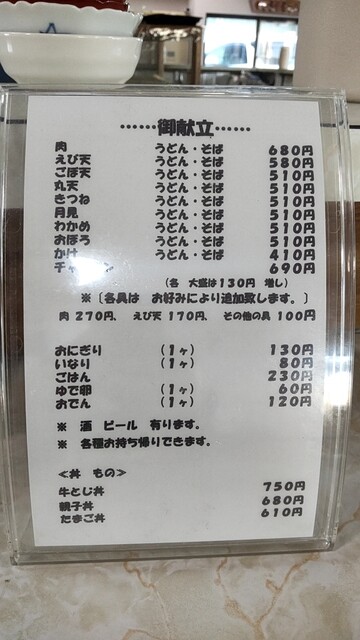 ……御献立……
肉 うどん・そば 680円
えび天 うどん・そば 580円
ごぼ天 うどん・そば 510円
丸天 うどん・そば 510円
きつね うどん・そば 510円
月見 うどん・そば 510円
わかめ うどん・そば 510円
おぼろ うどん・そば 510円
かけ うどん・そば 410円
690円
(各 大盛は130円 増し)
※〔各具は お好みにより追加致します。〕
肉 270円、 えび天 170円、 その他の具 100円
おにぎり (1ヶ) 130円
いなり (1ヶ) 80円
ごはん 230円
ゆで卵 (1ヶ) 60円
おでん (1ヶ) 120円
※ 酒 ビール 有ります。
※ 各種お持ち帰りできます。
≪丼 もの≫
牛とじ丼 750円
親子丼 680円
たまご丼 610円